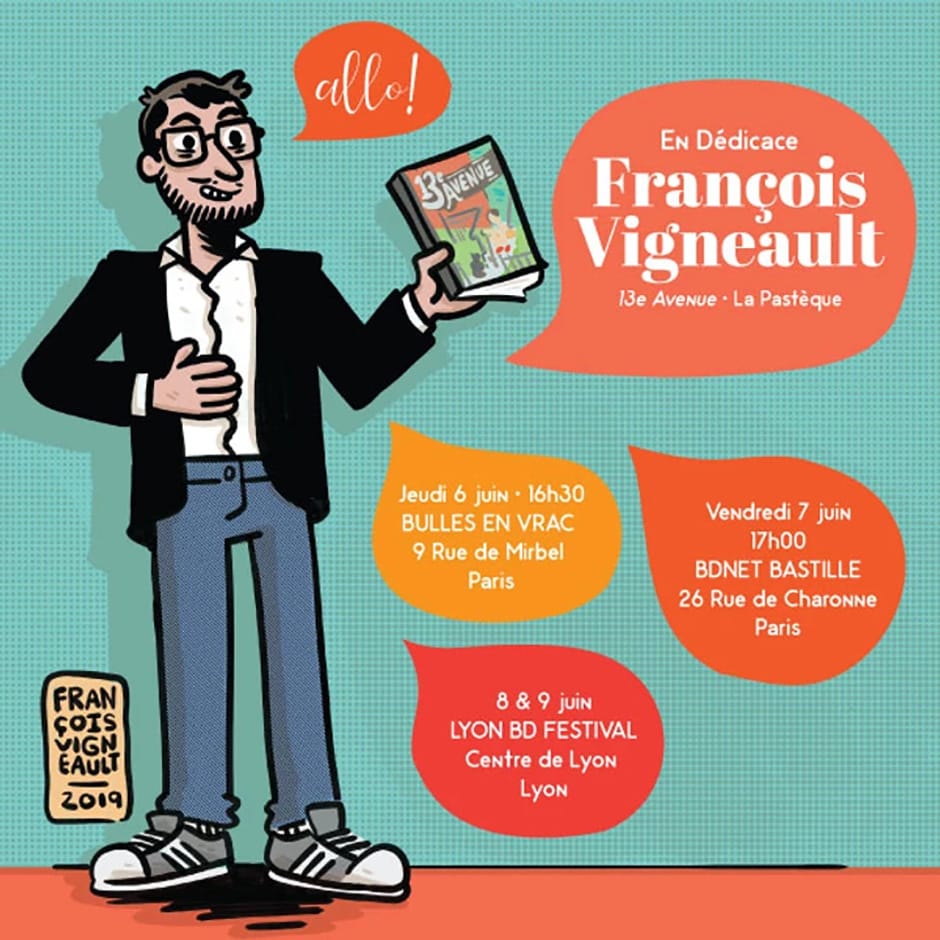 allo!
13e
AVENUE
En Dédicace
François
Vigneault
13e Avenue · La Pastèque
Jeudi 6 juin · 16h30
BULLES EN VRAC
9 Rue de Mirbel
Paris
Vendredi 7 juin
17h00
BDNET BASTILLE
26 Rue de Charonne
Paris
8 & 9 juin
LYON BD FESTIVAL
Centre de Lyon
Lyon
FRAN
ÇOIS
VIGN
EAULT
2019